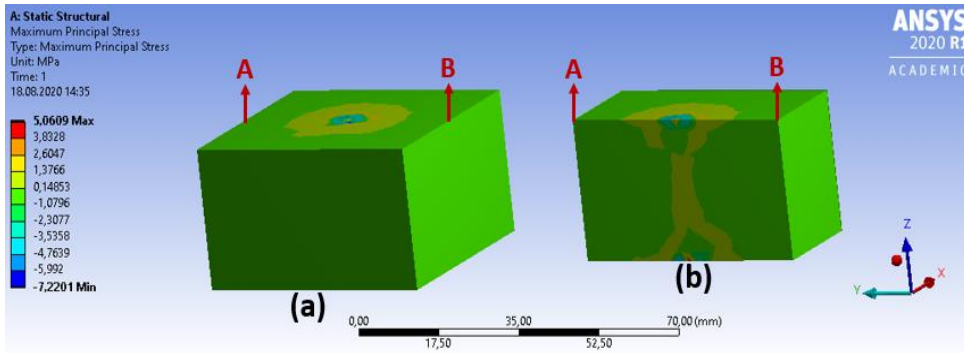 A: Static Structural
Maximum Principal Stress
Type: Maximum Principal Stress
Unit: MPa
Time: 1
18.08.2020 14:35
5,0609 Max
3,8328
2,6047
1,3766
0,14853
-1,0796
-2,3077
-3,5358
-4,7639
-5,992
-7,2201 Min
A
B
A
B
ANSYS
2020 R1
ACADEMIC
(a)
(b)
0,00
35,00
70,00 (mm)
17,50
52,50
Z
Y
X